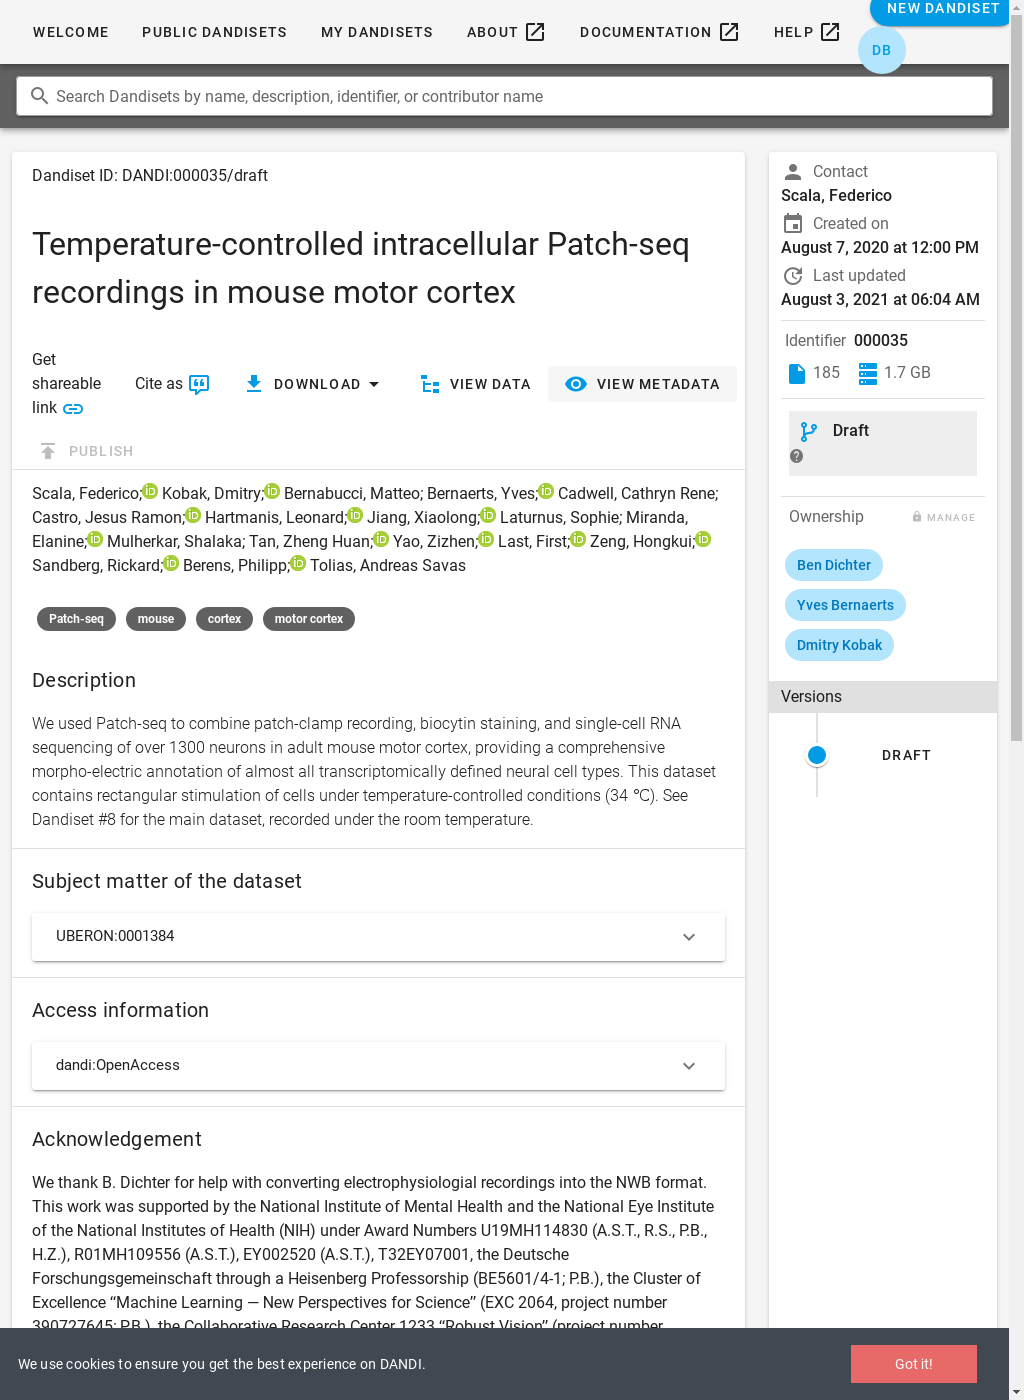 NEW DANDISET
WELCOME
PUBLIC DANDISETS
MY DANDISETS
ABOUT
DOCUMENTATION
HELP
DB
Search Dandisets by name, description, identifier, or contributor name
Dandiset ID: DANDI:000035/draft
Temperature-controlled intracellular Patch-seq
recordings in mouse motor cortex
Get
shareable
link
Cite as
DOWNLOAD
VIEW DATA
VIEW METADATA
PUBLISH
Scala, Federico; Kobak, Dmitry; Bernabucci, Matteo; Bernaerts, Yves; Cadwell, Cathryn Rene;
Castro, Jesus Ramon; Hartmanis, Leonard; Jiang, Xiaolong; Laturnus, Sophie; Miranda,
Elanine; Mulherkar, Shalaka; Tan, Zheng Huan; Yao, Zizhen; Last, First; Zeng, Hongkui;
Sandberg, Rickard; Berens, Philipp; Tolias, Andreas Savas
Patch-seq
mouse
cortex
motor cortex
Description
We used Patch-seq to combine patch-clamp recording, biocytin staining, and single-cell RNA
sequencing of over 1300 neurons in adult mouse motor cortex, providing a comprehensive
morpho-electric annotation of almost all transcriptomically defined neural cell types. This dataset
contains rectangular stimulation of cells under temperature-controlled conditions (34 ℃). See
Dandiset #8 for the main dataset, recorded under the room temperature.
Subject matter of the dataset
UBERON:0001384
Access information
dandi:OpenAccess
Acknowledgement
We thank B. Dichter for help with converting electrophysiologial recordings into the NWB format.
This work was supported by the National Institute of Mental Health and the National Eye Institute
of the National Institutes of Health (NIH) under Award Numbers U19MH114830 (A.S.T., R.S., P.B.,
H.Z.), R01MH109556 (A.S.T.), EY002520 (A.S.T.), T32EY07001, the Deutsche
Forschungsgemeinschaft through a Heisenberg Professorship (BE5601/4-1; P.B.), the Cluster of
Excellence “Machine Learning — New Perspectives for Science” (EXC 2064, project number
390727645; P.B.), the Collaborative Research Center 1233 “Robust Vision” (project number
Contact
Scala, Federico
Created on
August 7, 2020 at 12:00 PM
Last updated
August 3, 2021 at 06:04 AM
Identifier 000035
185
1.7 GB
Draft
Ownership
MANAGE
Ben Dichter
Yves Bernaerts
Dmitry Kobak
Versions
DRAFT
We use cookies to ensure you get the best experience on DANDI.
Got it!